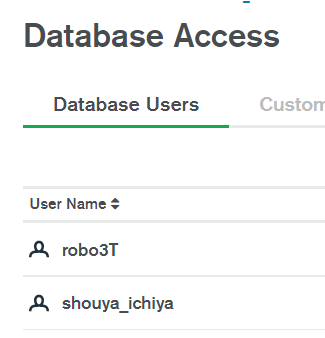 Database Access
Database Users
Custom
User Name
robo3T
shouya_ichiya